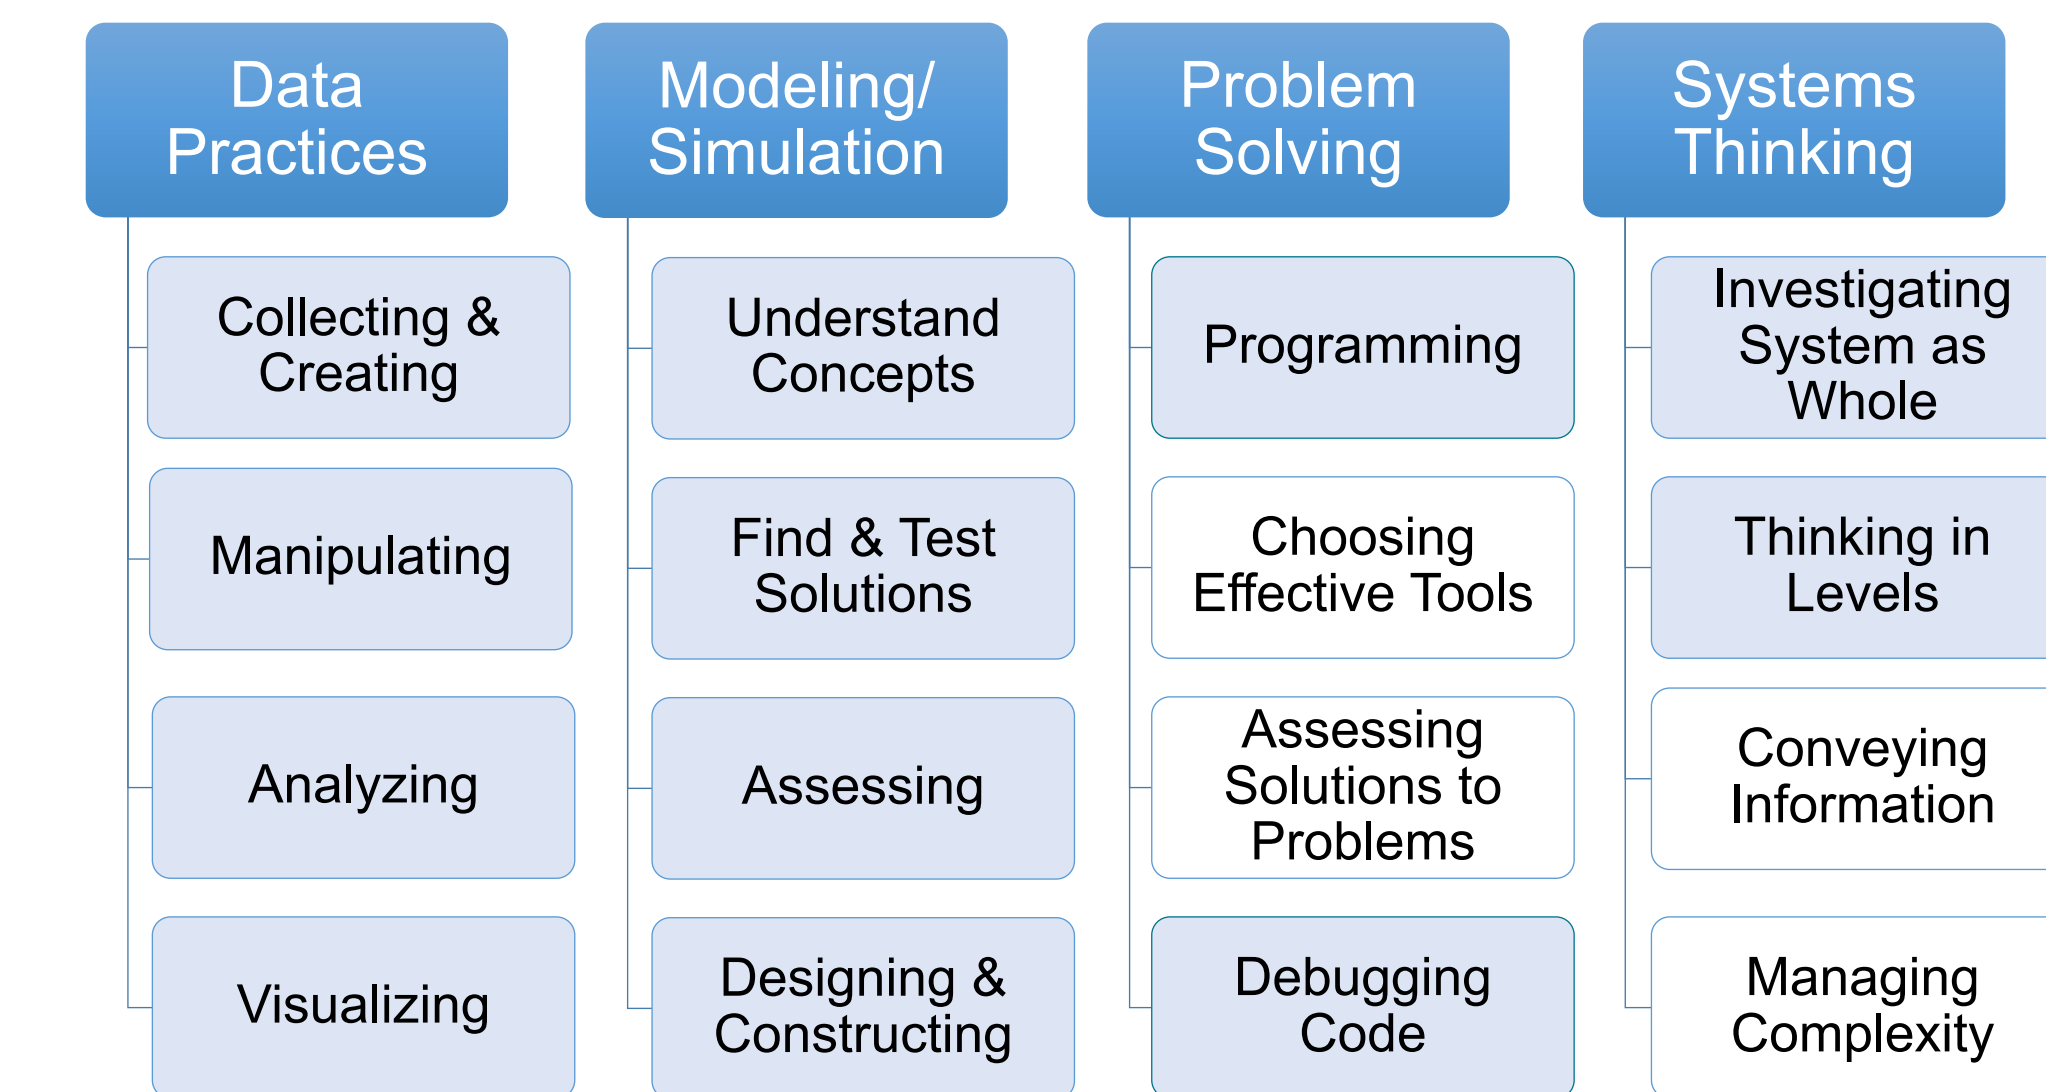 Data
Practices
Collecting &
Creating
Manipulating
Analyzing
Visualizing
Modeling/
Simulation
Understand
Concepts
Find & Test
Solutions
Assessing
Designing &
Constructing
Problem
Solving
Programming
Choosing
Effective Tools
Assessing
Solutions to
Problems
Debugging
Code
Systems
Thinking
Investigating
System as
Whole
Thinking in
Levels
Conveying
Information
Managing
Complexity